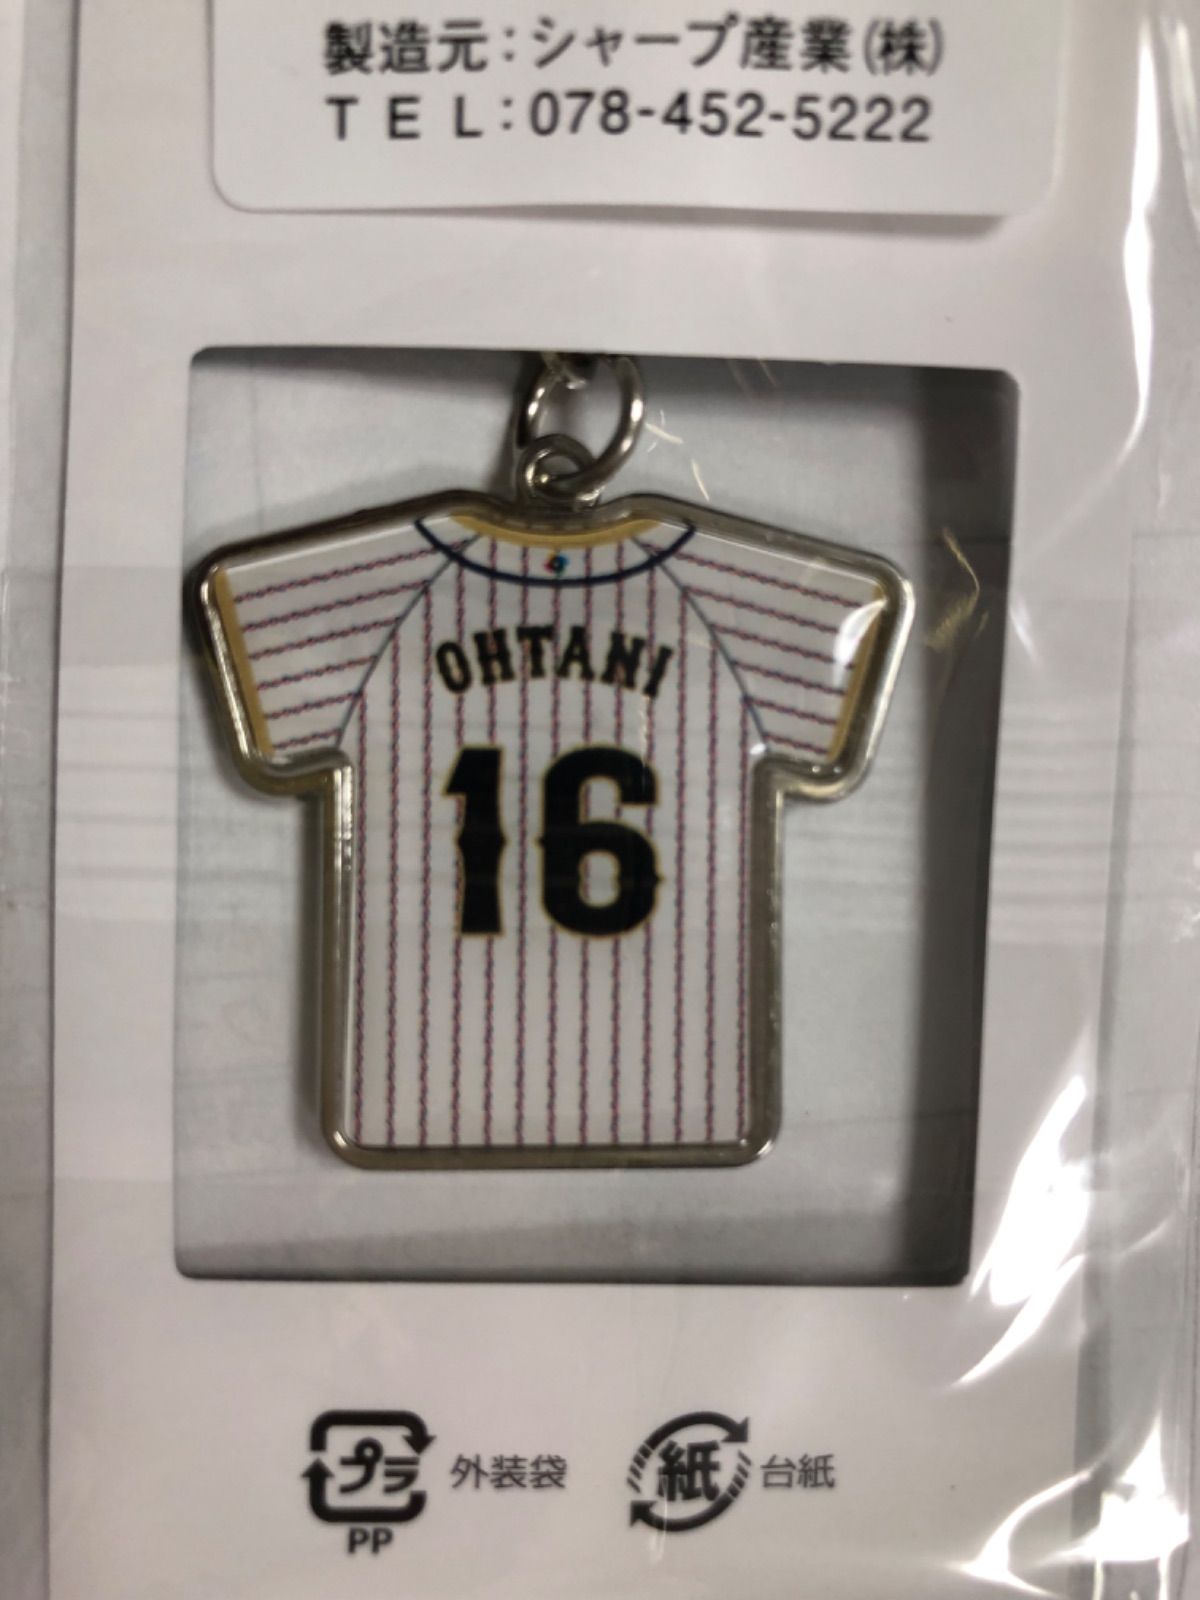 製造元：シャープ産業(株)
TEL：078-452-5222
OHTANI
16
プラ 外装袋
PP
紙 台紙